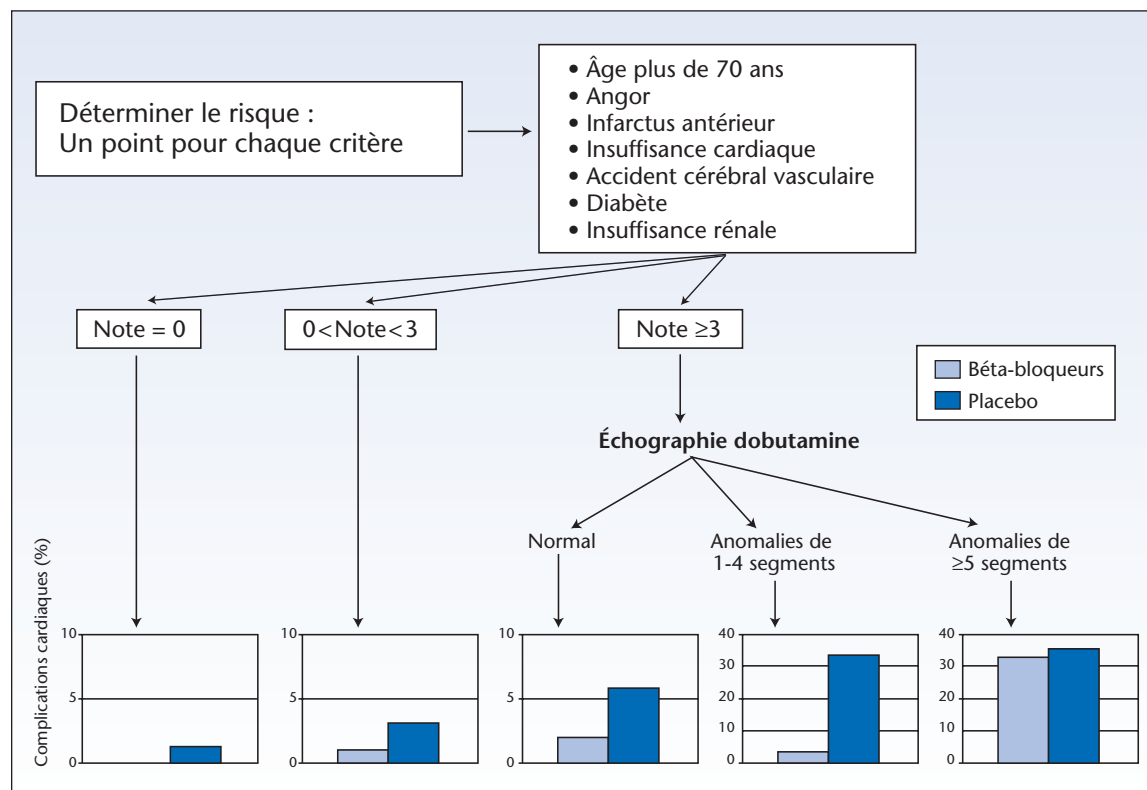 Déterminer le risque :
Un point pour chaque critère
• Âge plus de 70 ans
• Angor
• Infarctus antérieur
• Insuffisance cardiaque
• Accident cérébral vasculaire
• Diabète
• Insuffisance rénale
Note = 0
0<Note<3
Note ≥3
Béta-bloqueurs
Placebo
Échographie dobutamine
Normal
Anomalies de
1-4 segments
Anomalies de
≥5 segments
Complications cardiaques (%)
10
5
0
10
5
0
10
5
0
40
30
20
10
0
40
30
20
10
0